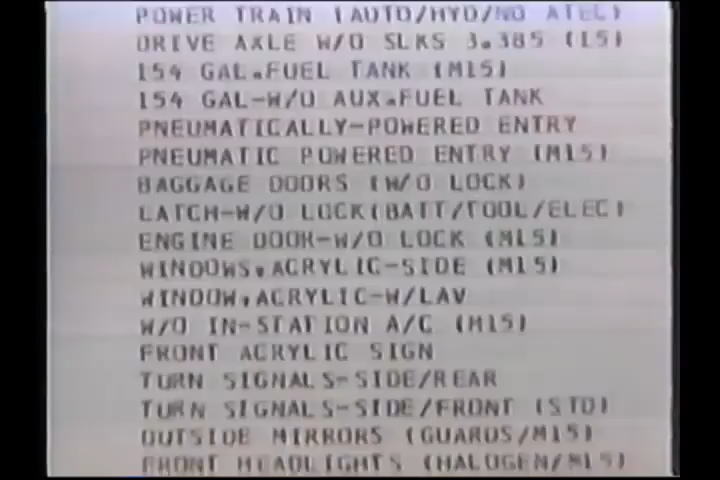 POWER TRAIN (AUTO/HYD/NO ATEC)
DRIVE AXLE W/O SLKS 3.385 (15)
154 GAL.FUEL TANK (M15)
154 GAL-W/O AUX.FUEL TANK
PNEUMATICALLY-POWERED ENTRY
PNEUMATIC POWERED ENTRY (M15)
BAGGAGE DOORS (W/O LOCK)
LATCH-W/O LOCK(BATT/TOOL/ELEC)
ENGINE DOOR-W/O LOCK (M15)
WINDOWS,ACRYLIC-SIDE (M15)
WINDOW,ACRYLIC-W/LAV
W/O IN-STATION A/C (M15)
FRONT ACRYLIC SIGN
TURN SIGNALS-SIDE/REAR
TURN SIGNALS-SIDE/FRONT (STD)
OUTSIDE MIRRORS (GUARDS/M15)
FRONT HEADLIGHTS (HALOGEN/M15)